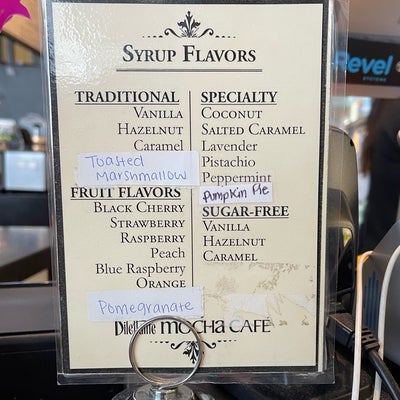 Syrup Flavors
Traditional
Vanilla
Hazelnut
Caramel
Toasted
Marshmallow
Fruit Flavors
Black Cherry
Strawberry
Raspberry
Peach
Blue Raspberry
Orange
Pomegranate
Specialty
Coconut
Salted Caramel
Lavender
Pistachio
Peppermint
Pumpkin Pie
Sugar-Free
Vanilla
Hazelnut
Caramel
Dilettante MOCHA CAFE
Revel
SYSTEMS